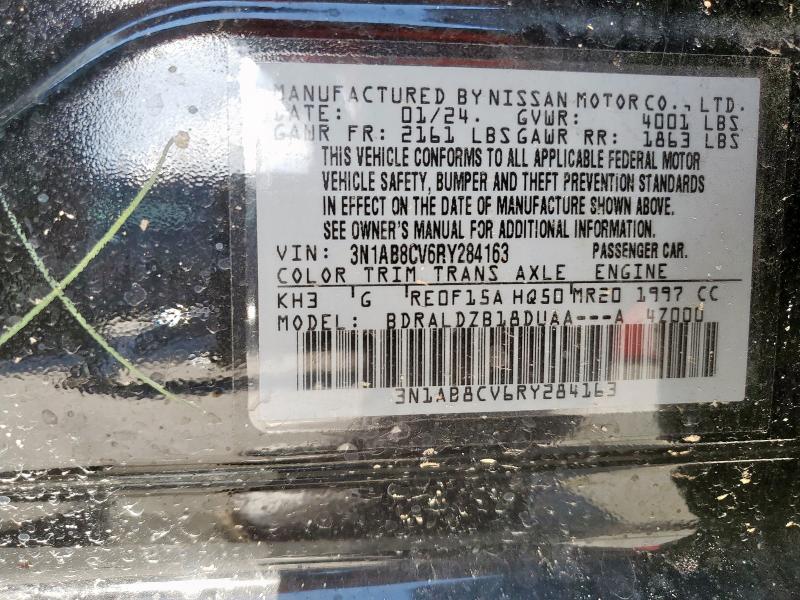 MANUFACTURED BY NISSAN MOTOR CO., LTD.
DATE: 01/24. GVWR: 4001 LBS
GAWR FR: 2161 LBS GAWR RR: 1863 LBS
THIS VEHICLE CONFORMS TO ALL APPLICABLE FEDERAL MOTOR
VEHICLE SAFETY, BUMPER AND THEFT PREVENTION STANDARDS
IN EFFECT ON THE DATE OF MANUFACTURE SHOWN ABOVE.
SEE OWNER'S MANUAL FOR ADDITIONAL INFORMATION.
VIN: 3N1AB8CV6RY284163 PASSENGER CAR.
COLOR TRIM TRANS AXLE ENGINE
KH3 G RE0F15A HQ50 MR20 1997 CC
MODEL: BDRALDZB18DUAA---A 4Z000
3N1AB8CV6RY284163